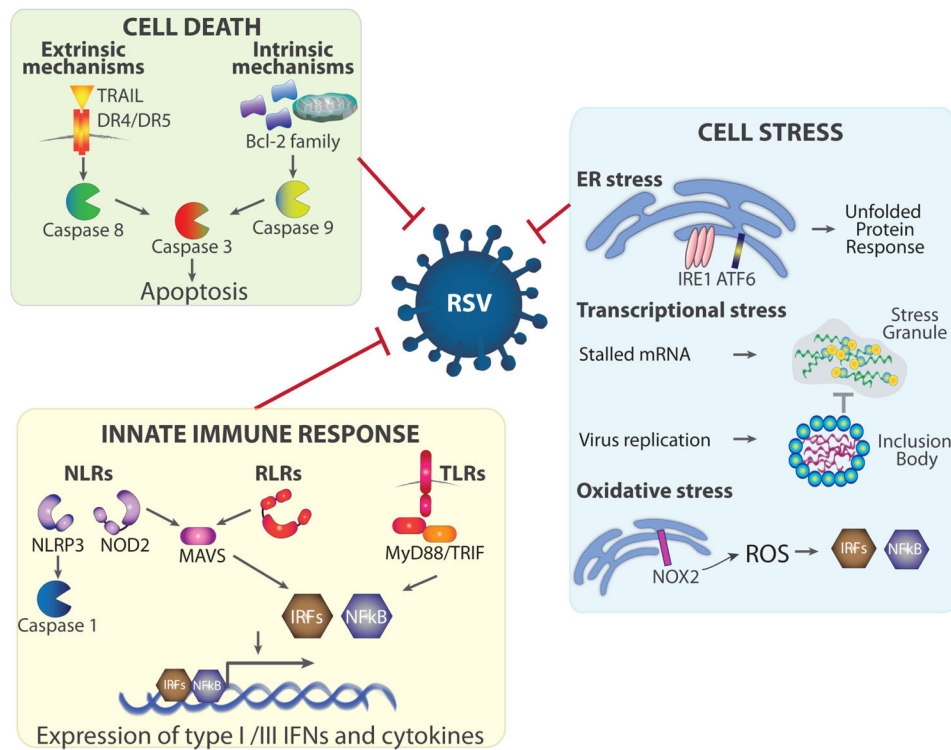 CELL DEATH
Extrinsic
mechanisms
Intrinsic
mechanisms
TRAIL
DR4/DR5
Bcl-2 family
Caspase 8
Caspase 3
Caspase 9
Apoptosis
RSV
CELL STRESS
ER stress
IRE1 ATF6
Unfolded
Protein
Response
Transcriptional stress
Stalled mRNA
Stress
Granule
Virus replication
Inclusion
Body
Oxidative stress
NOX2
ROS
IRFs
NFkB
INNATE IMMUNE RESPONSE
NLRs
RLRs
TLRs
NLRP3
NOD2
MAVS
MyD88/TRIF
Caspase 1
IRFs
NFkB
IRFs
NFkB
Expression of type I /III IFNs and cytokines